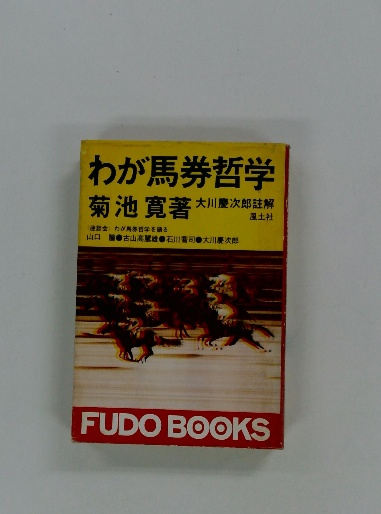 わが馬券哲学
菊池 寛著 大川慶次郎註解
風土社
〈座談会〉わが馬券哲学を語る
山口 瞳●古山高麗雄●石川喬司●大川慶次郎
FUDO BOOKS